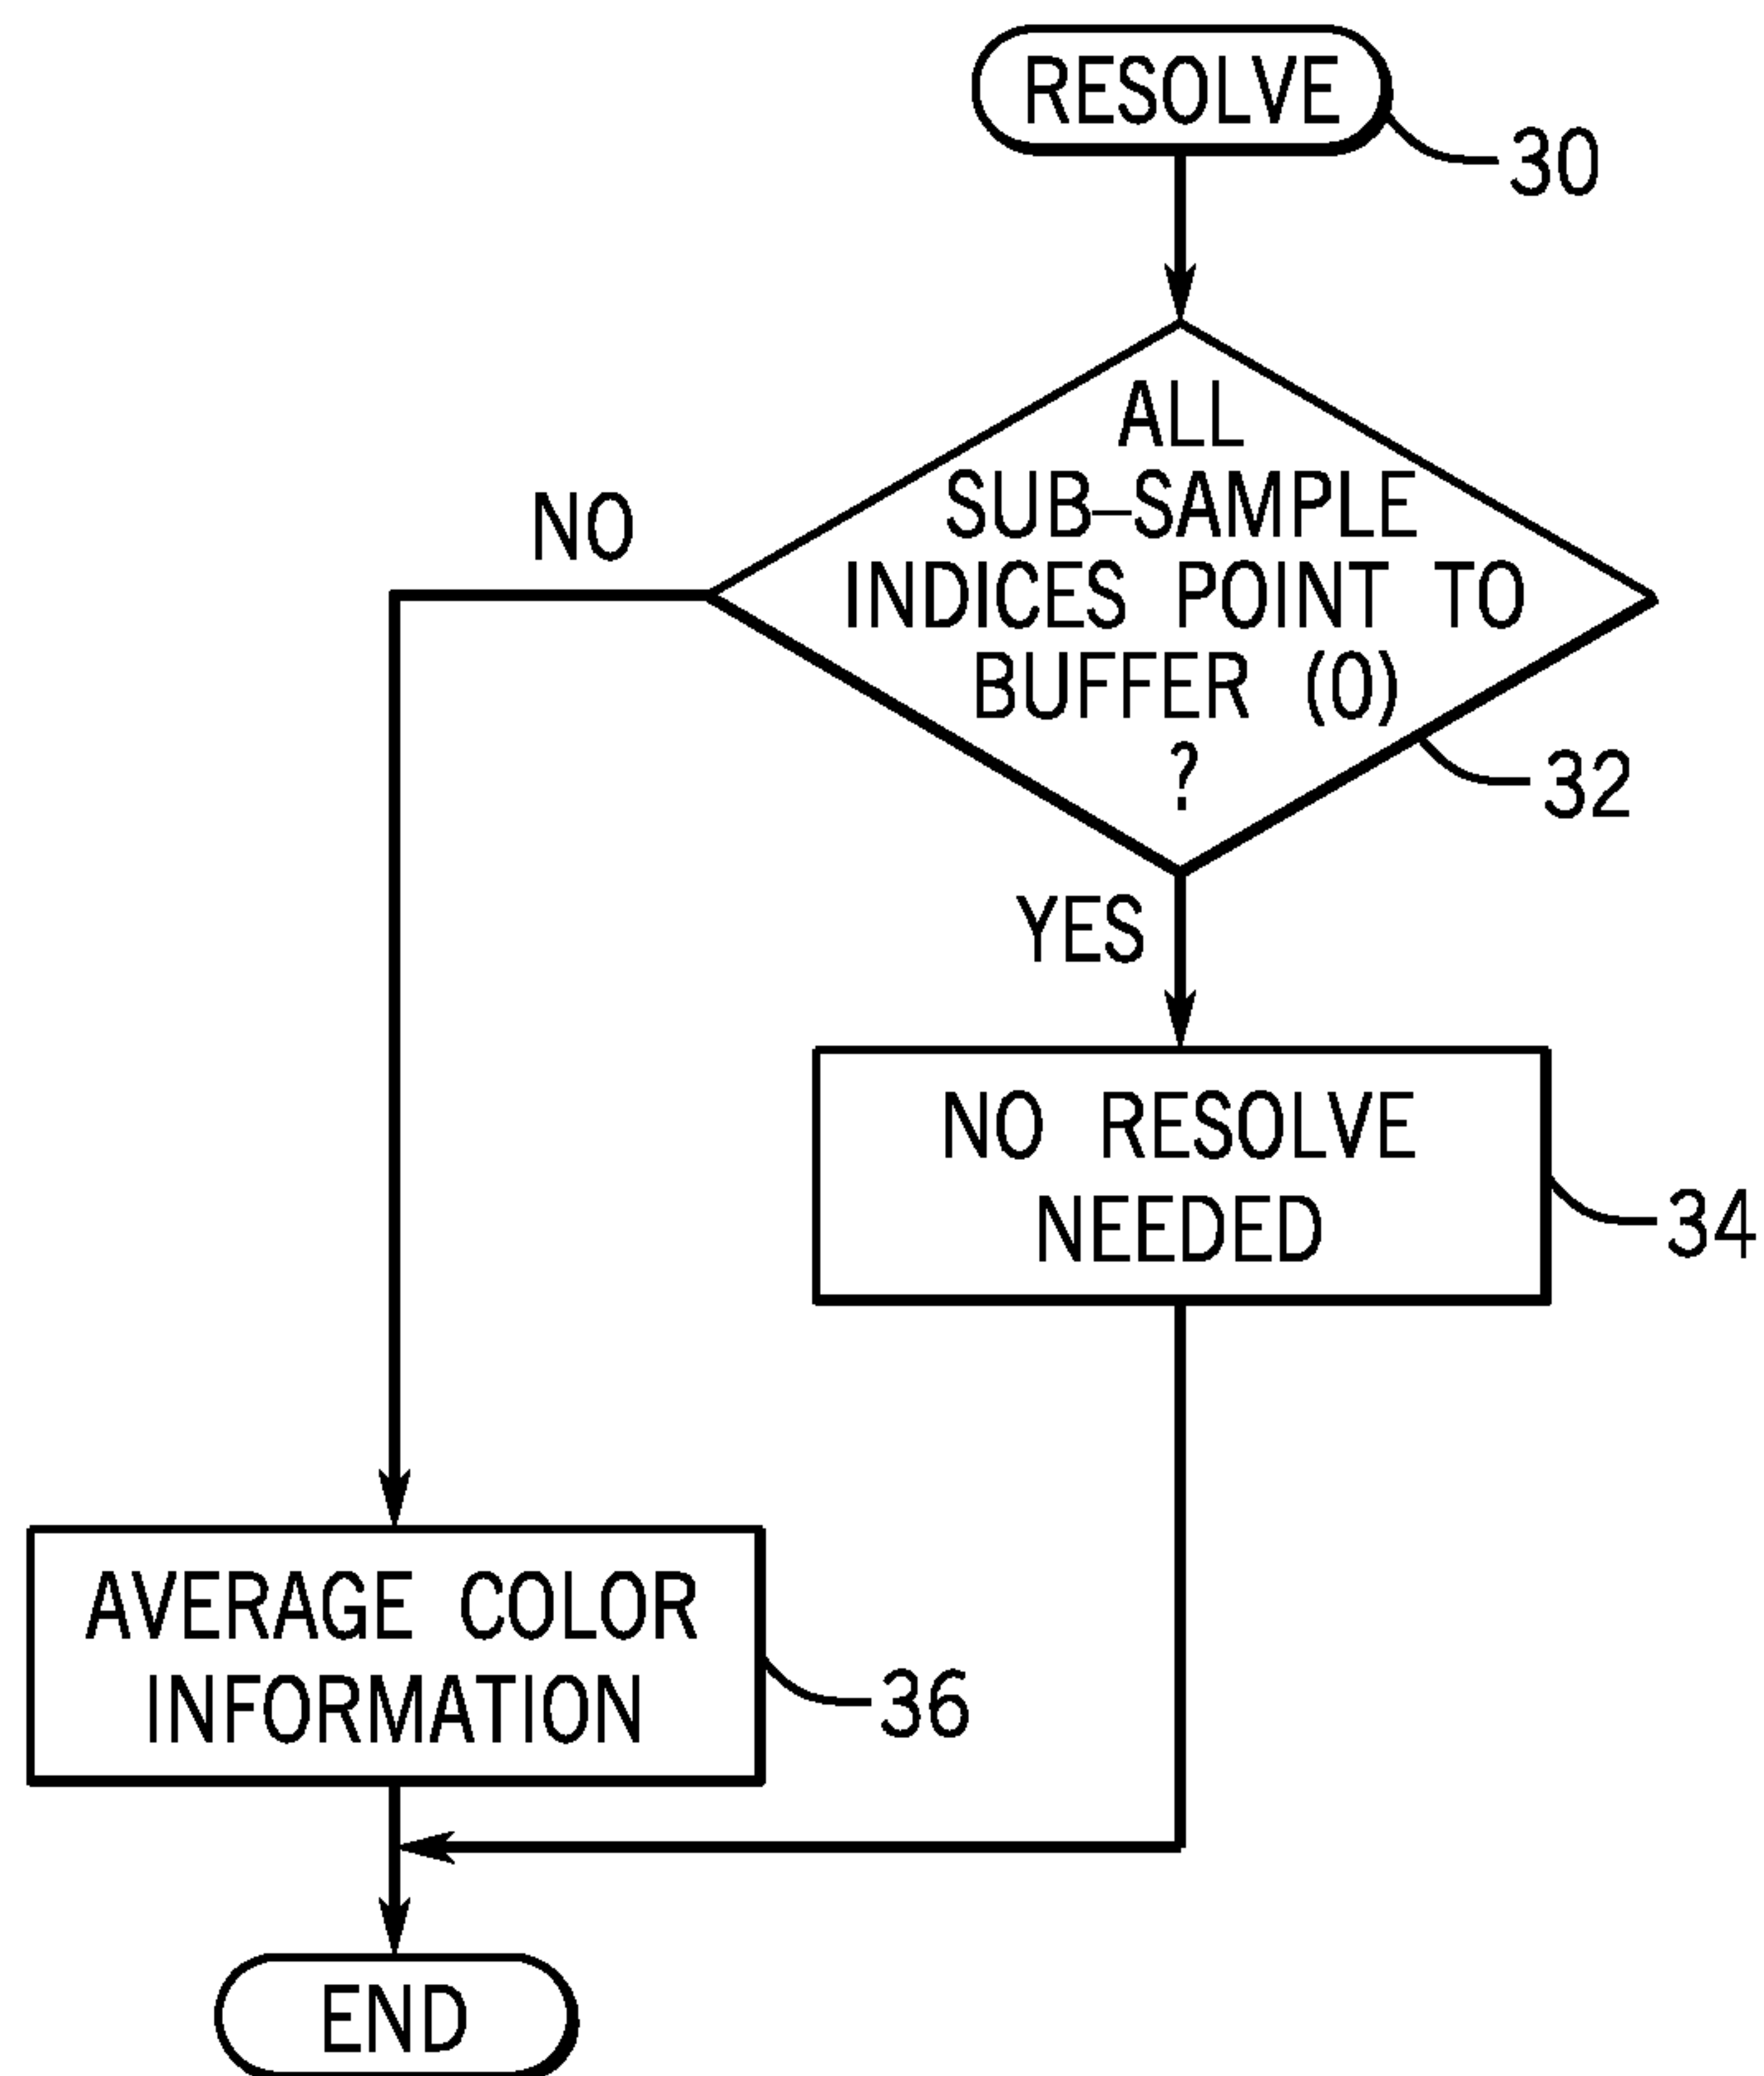 RESOLVE
30
ALL
SUB-SAMPLE
INDICES POINT TO
BUFFER (0)
?
32
NO
YES
NO RESOLVE
NEEDED
34
AVERAGE COLOR
INFORMATION
36
END